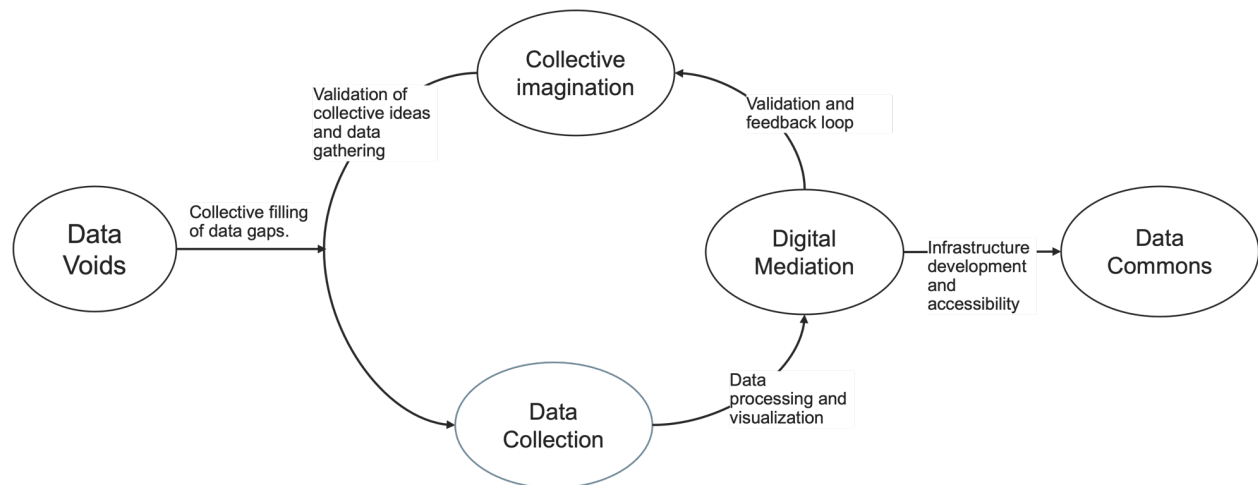 Collective
imagination
Validation of
collective ideas
and data
gathering
Validation and
feedback loop
Data
Voids
Collective filling
of data gaps.
Digital
Mediation
Infrastructure
development
and
accessibility
Data
Commons
Data
Collection
Data
processing and
visualization